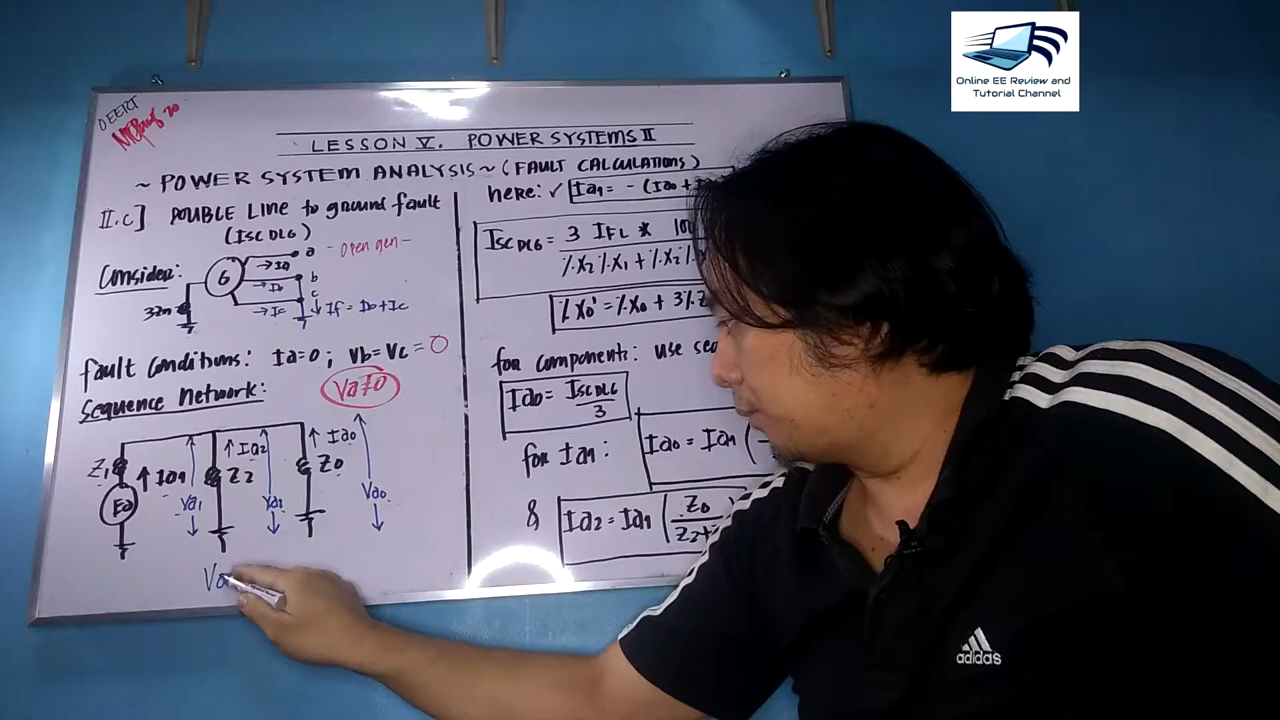 Online EE Review and
Tutorial Channel
OEERT
LESSON V. POWER SYSTEMS II
~ POWER SYSTEM ANALYSIS ~ (FAULT CALCULATIONS)
II.c] DOUBLE LINE to ground fault
(ISC DLG)
Consider:
G
a - open gen -
→ Ia
b
→ Ib
c
→ Ic
↓ If = Ib + Ic
3Zn
fault conditions: Ia=0 ; Vb = Vc = 0
Va≠0
Sequence Network:
Z1 ↑ Ia1 Ea
Va1
↑ Ia2 Z2
Va2
↑ Ia0 Z0
Va0
Va
here: ✓ Ia1 = - (Ia0 +
ISC DLG = 3 IFL * 10
%X2 %X1 + %X2 %
%X0' = %X0 + 3%Z
for components: use
Ia0 = ISC DLG
3
for Ia1:
Ia0 = Ia1 (
& Ia2 = Ia1 ( Z0 )
Z2+
adidas